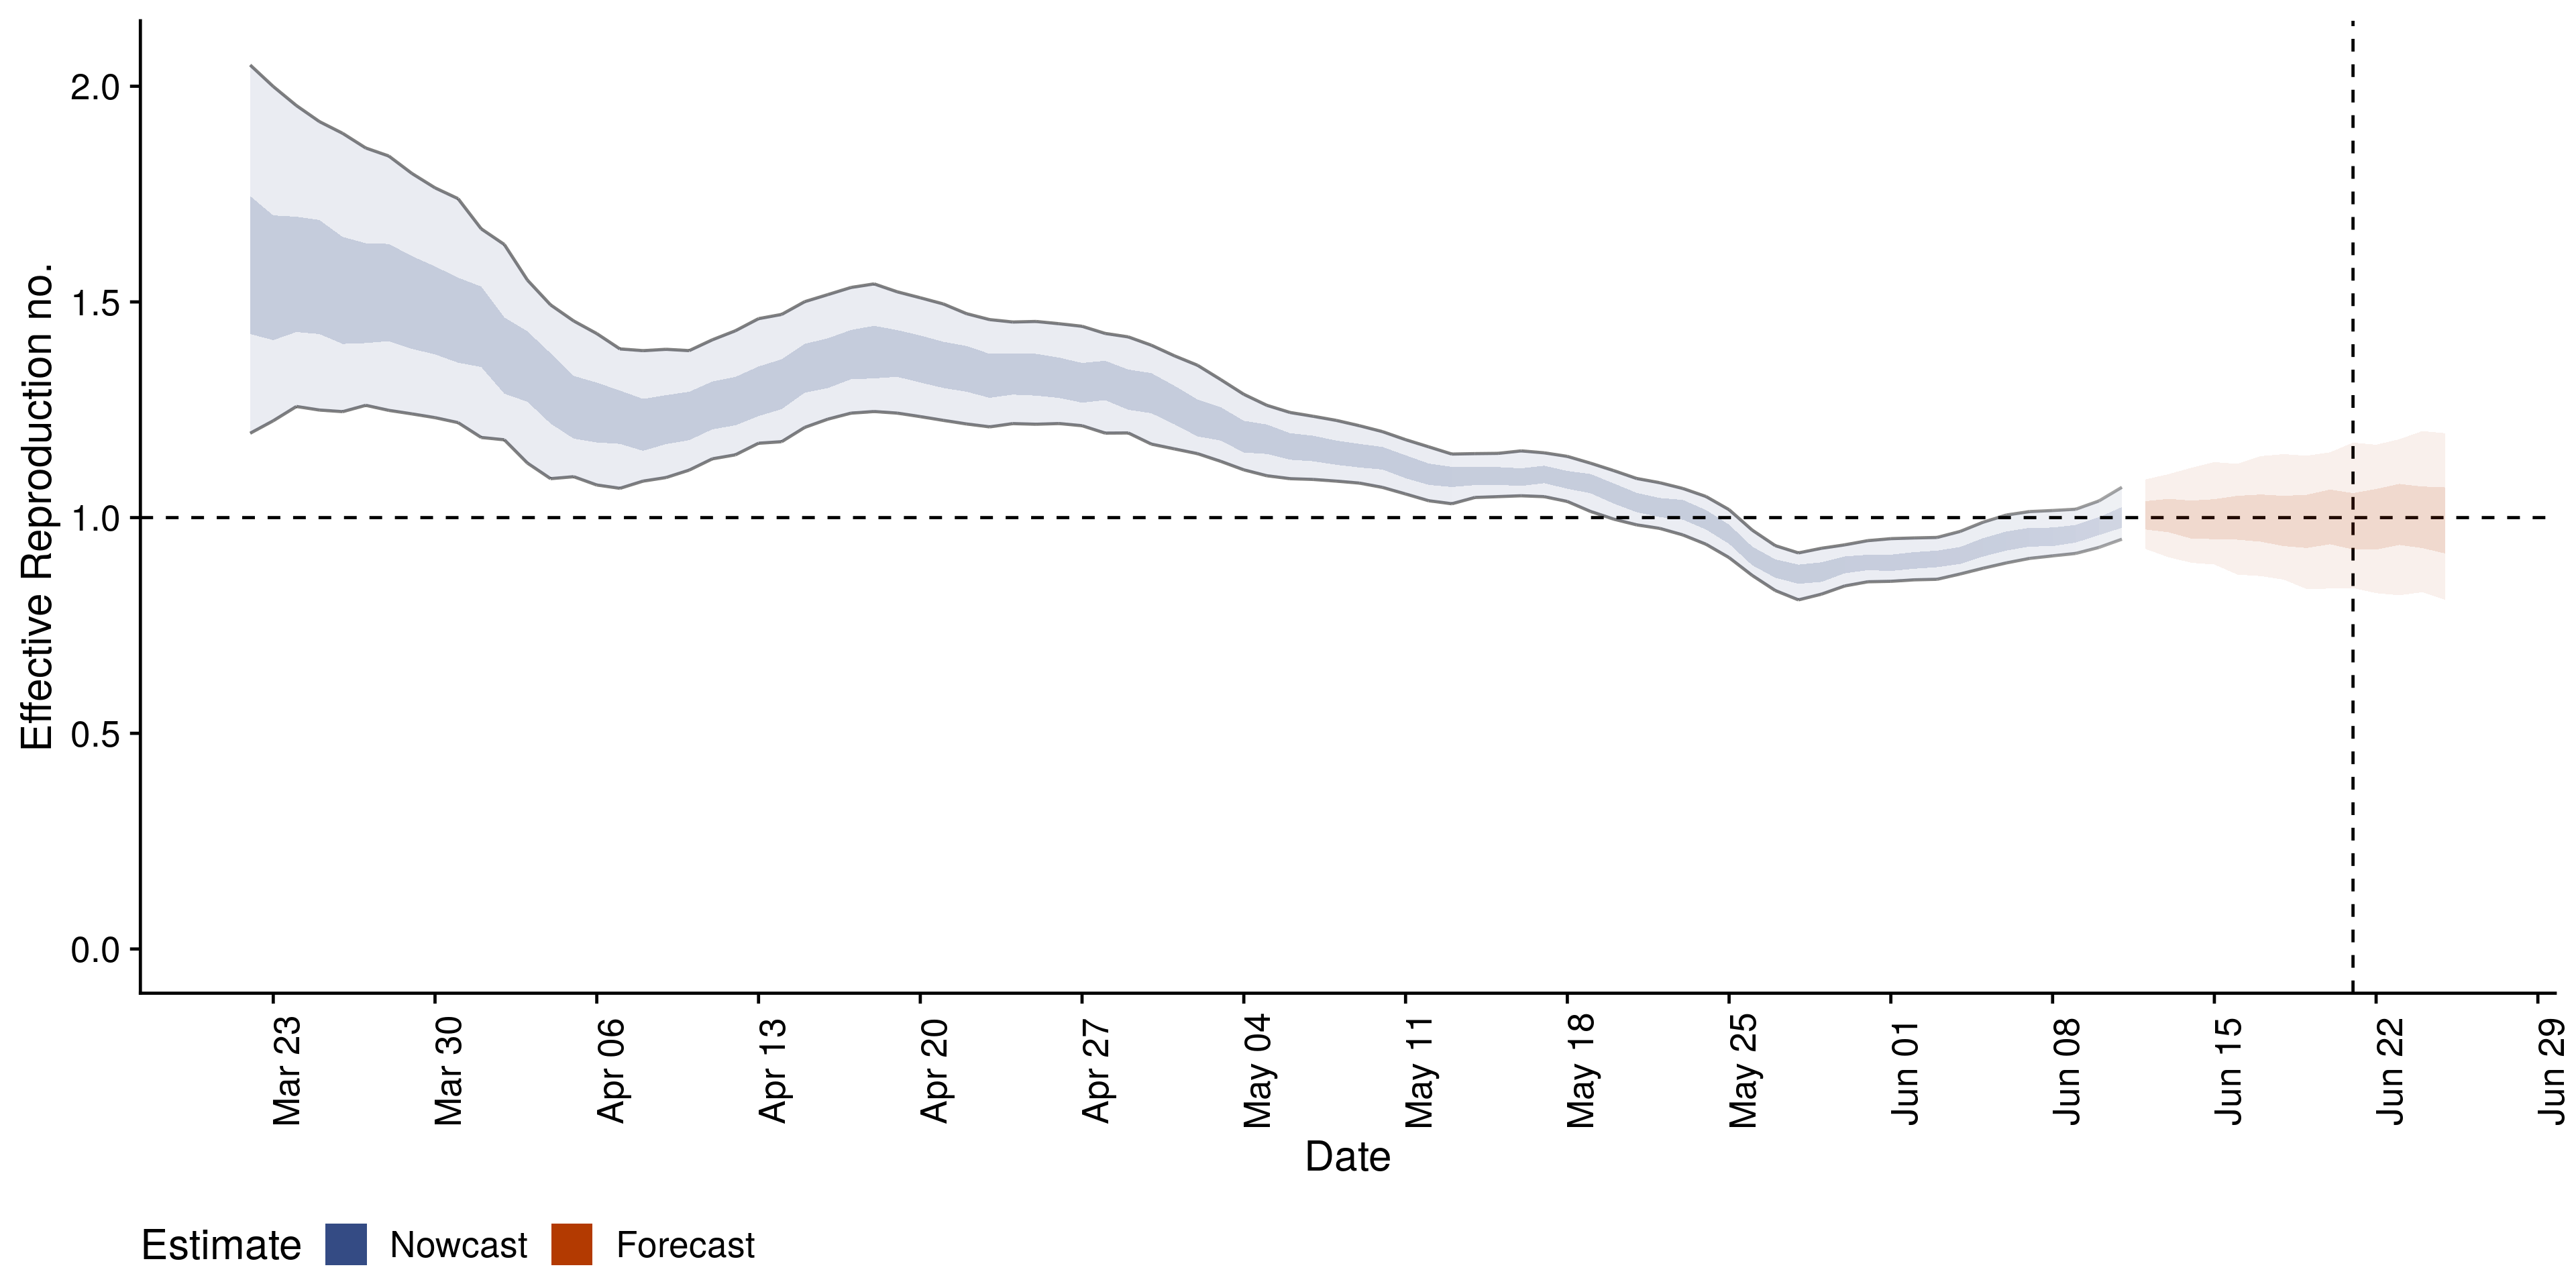 Effective Reproduction no.
2.0
1.5
1.0
0.5
0.0
Mar 23
Mar 30
Apr 06
Apr 13
Apr 20
Apr 27
May 04
May 11
May 18
May 25
Jun 01
Jun 08
Jun 15
Jun 22
Jun 29
Date
Estimate Nowcast Forecast